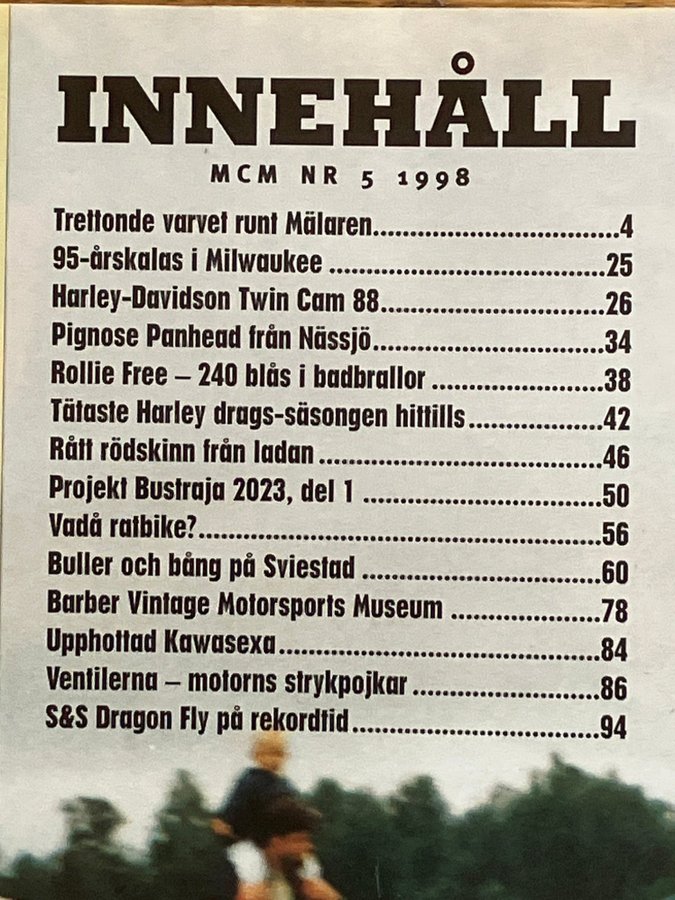 INNEHÅLL
MCM NR 5 1998
Trettonde varvet runt Mälaren....................................4
95-årskalas i Milwaukee ........................................25
Harley-Davidson Twin Cam 88.................................26
Pignose Panhead från Nässjö..................................34
Rollie Free – 240 blås i badbrallor .........................38
Tätaste Harley drags-säsongen hittills...................42
Rått rödskinn från ladan .........................................46
Projekt Bustraja 2023, del 1 ..................................50
Vadå ratbike?..........................................................56
Buller och bång på Sviestad ..................................60
Barber Vintage Motorsports Museum .....................78
Upphottad Kawasexa..............................................84
Ventilerna – motorns strykpojkar ...........................86
S&S Dragon Fly på rekordtid...................................94